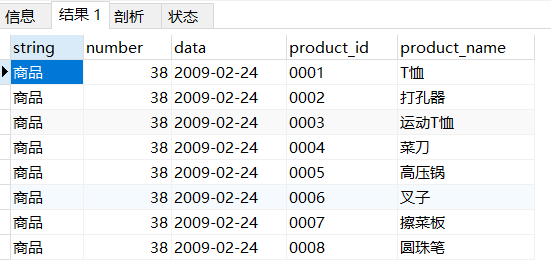 信息 结果 1 剖析 状态
string number data product_id product_name
商品 38 2009-02-24 0001 T恤
商品 38 2009-02-24 0002 打孔器
商品 38 2009-02-24 0003 运动T恤
商品 38 2009-02-24 0004 菜刀
商品 38 2009-02-24 0005 高压锅
商品 38 2009-02-24 0006 叉子
商品 38 2009-02-24 0007 擦菜板
商品 38 2009-02-24 0008 圆珠笔